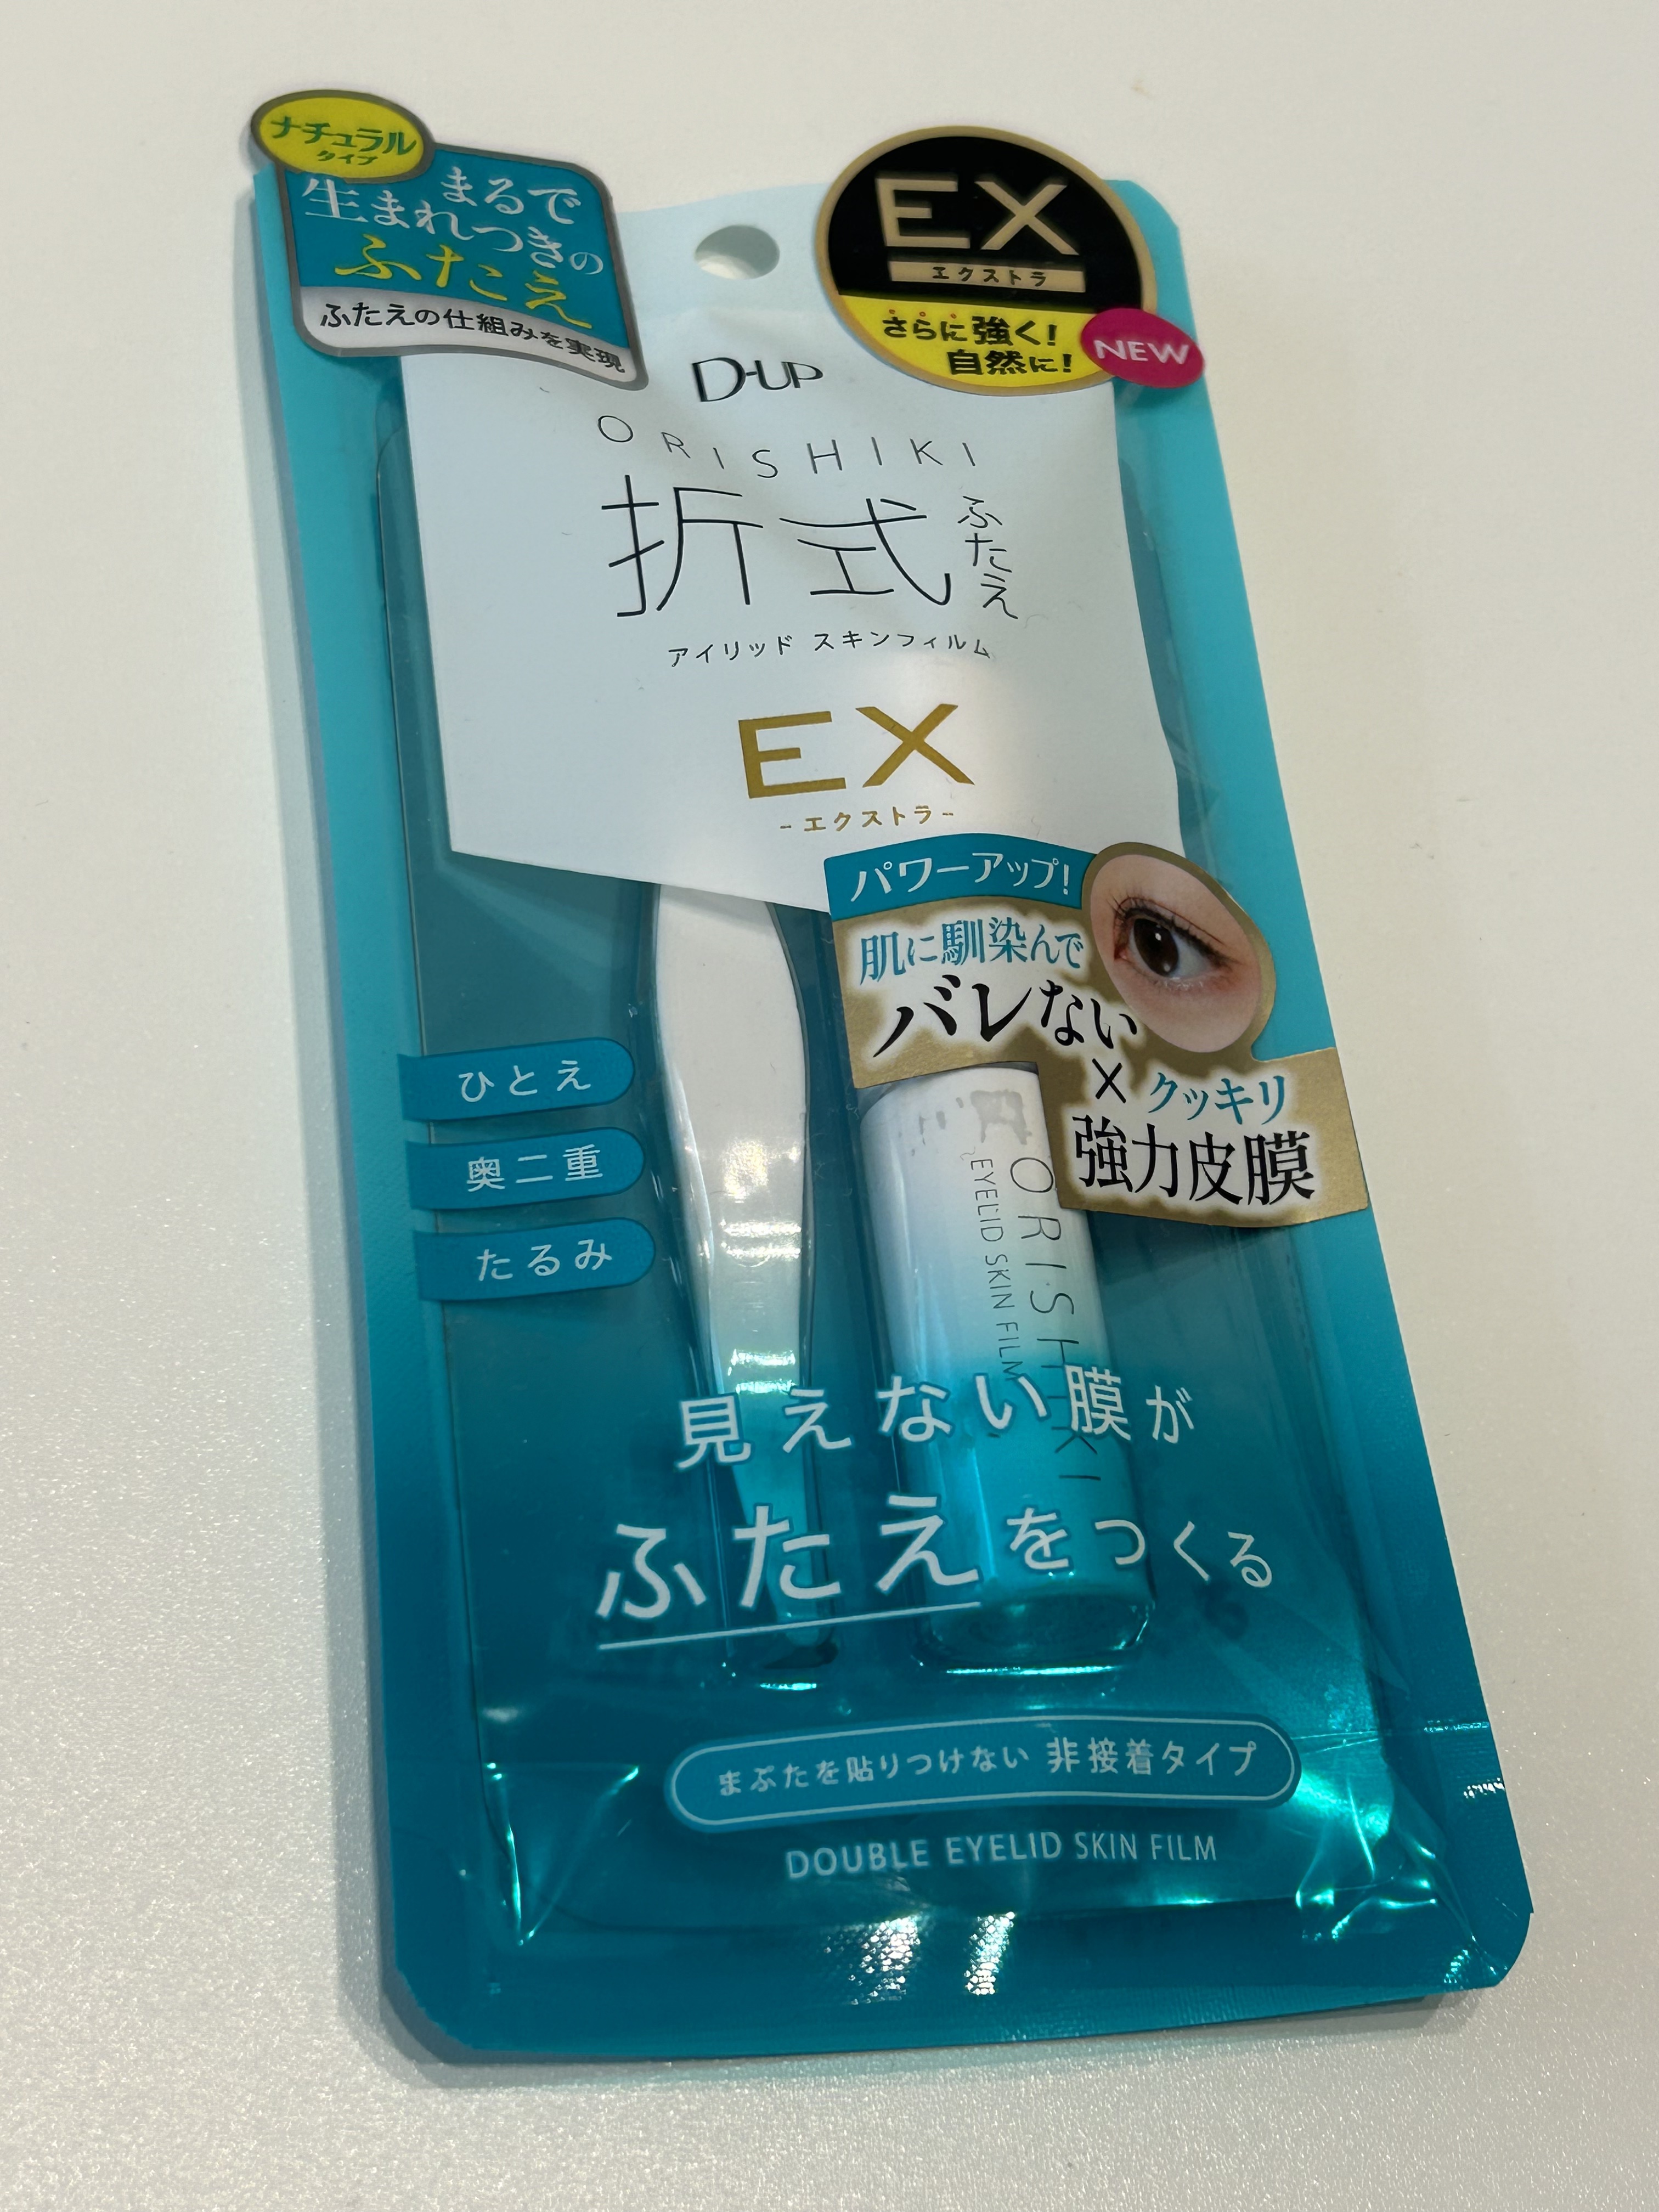 ナチュラル
タイプ
まるで
生まれつきの
ふたえ
ふたえの仕組みを実現
EX
エクストラ
さらに強く!
自然に!
NEW
D-UP
ORISHIKI
折式
ふたえ
アイリッド スキンフィルム
EX
-エクストラ-
パワーアップ!
肌に馴染んで
バレない
×
クッキリ
強力皮膜
ひとえ
奥二重
たるみ
ORISHIKI
EYELID SKIN FILM
見えない膜が
ふたえをつくる
まぶたを貼りつけない 非接着タイプ
DOUBLE EYELID SKIN FILM